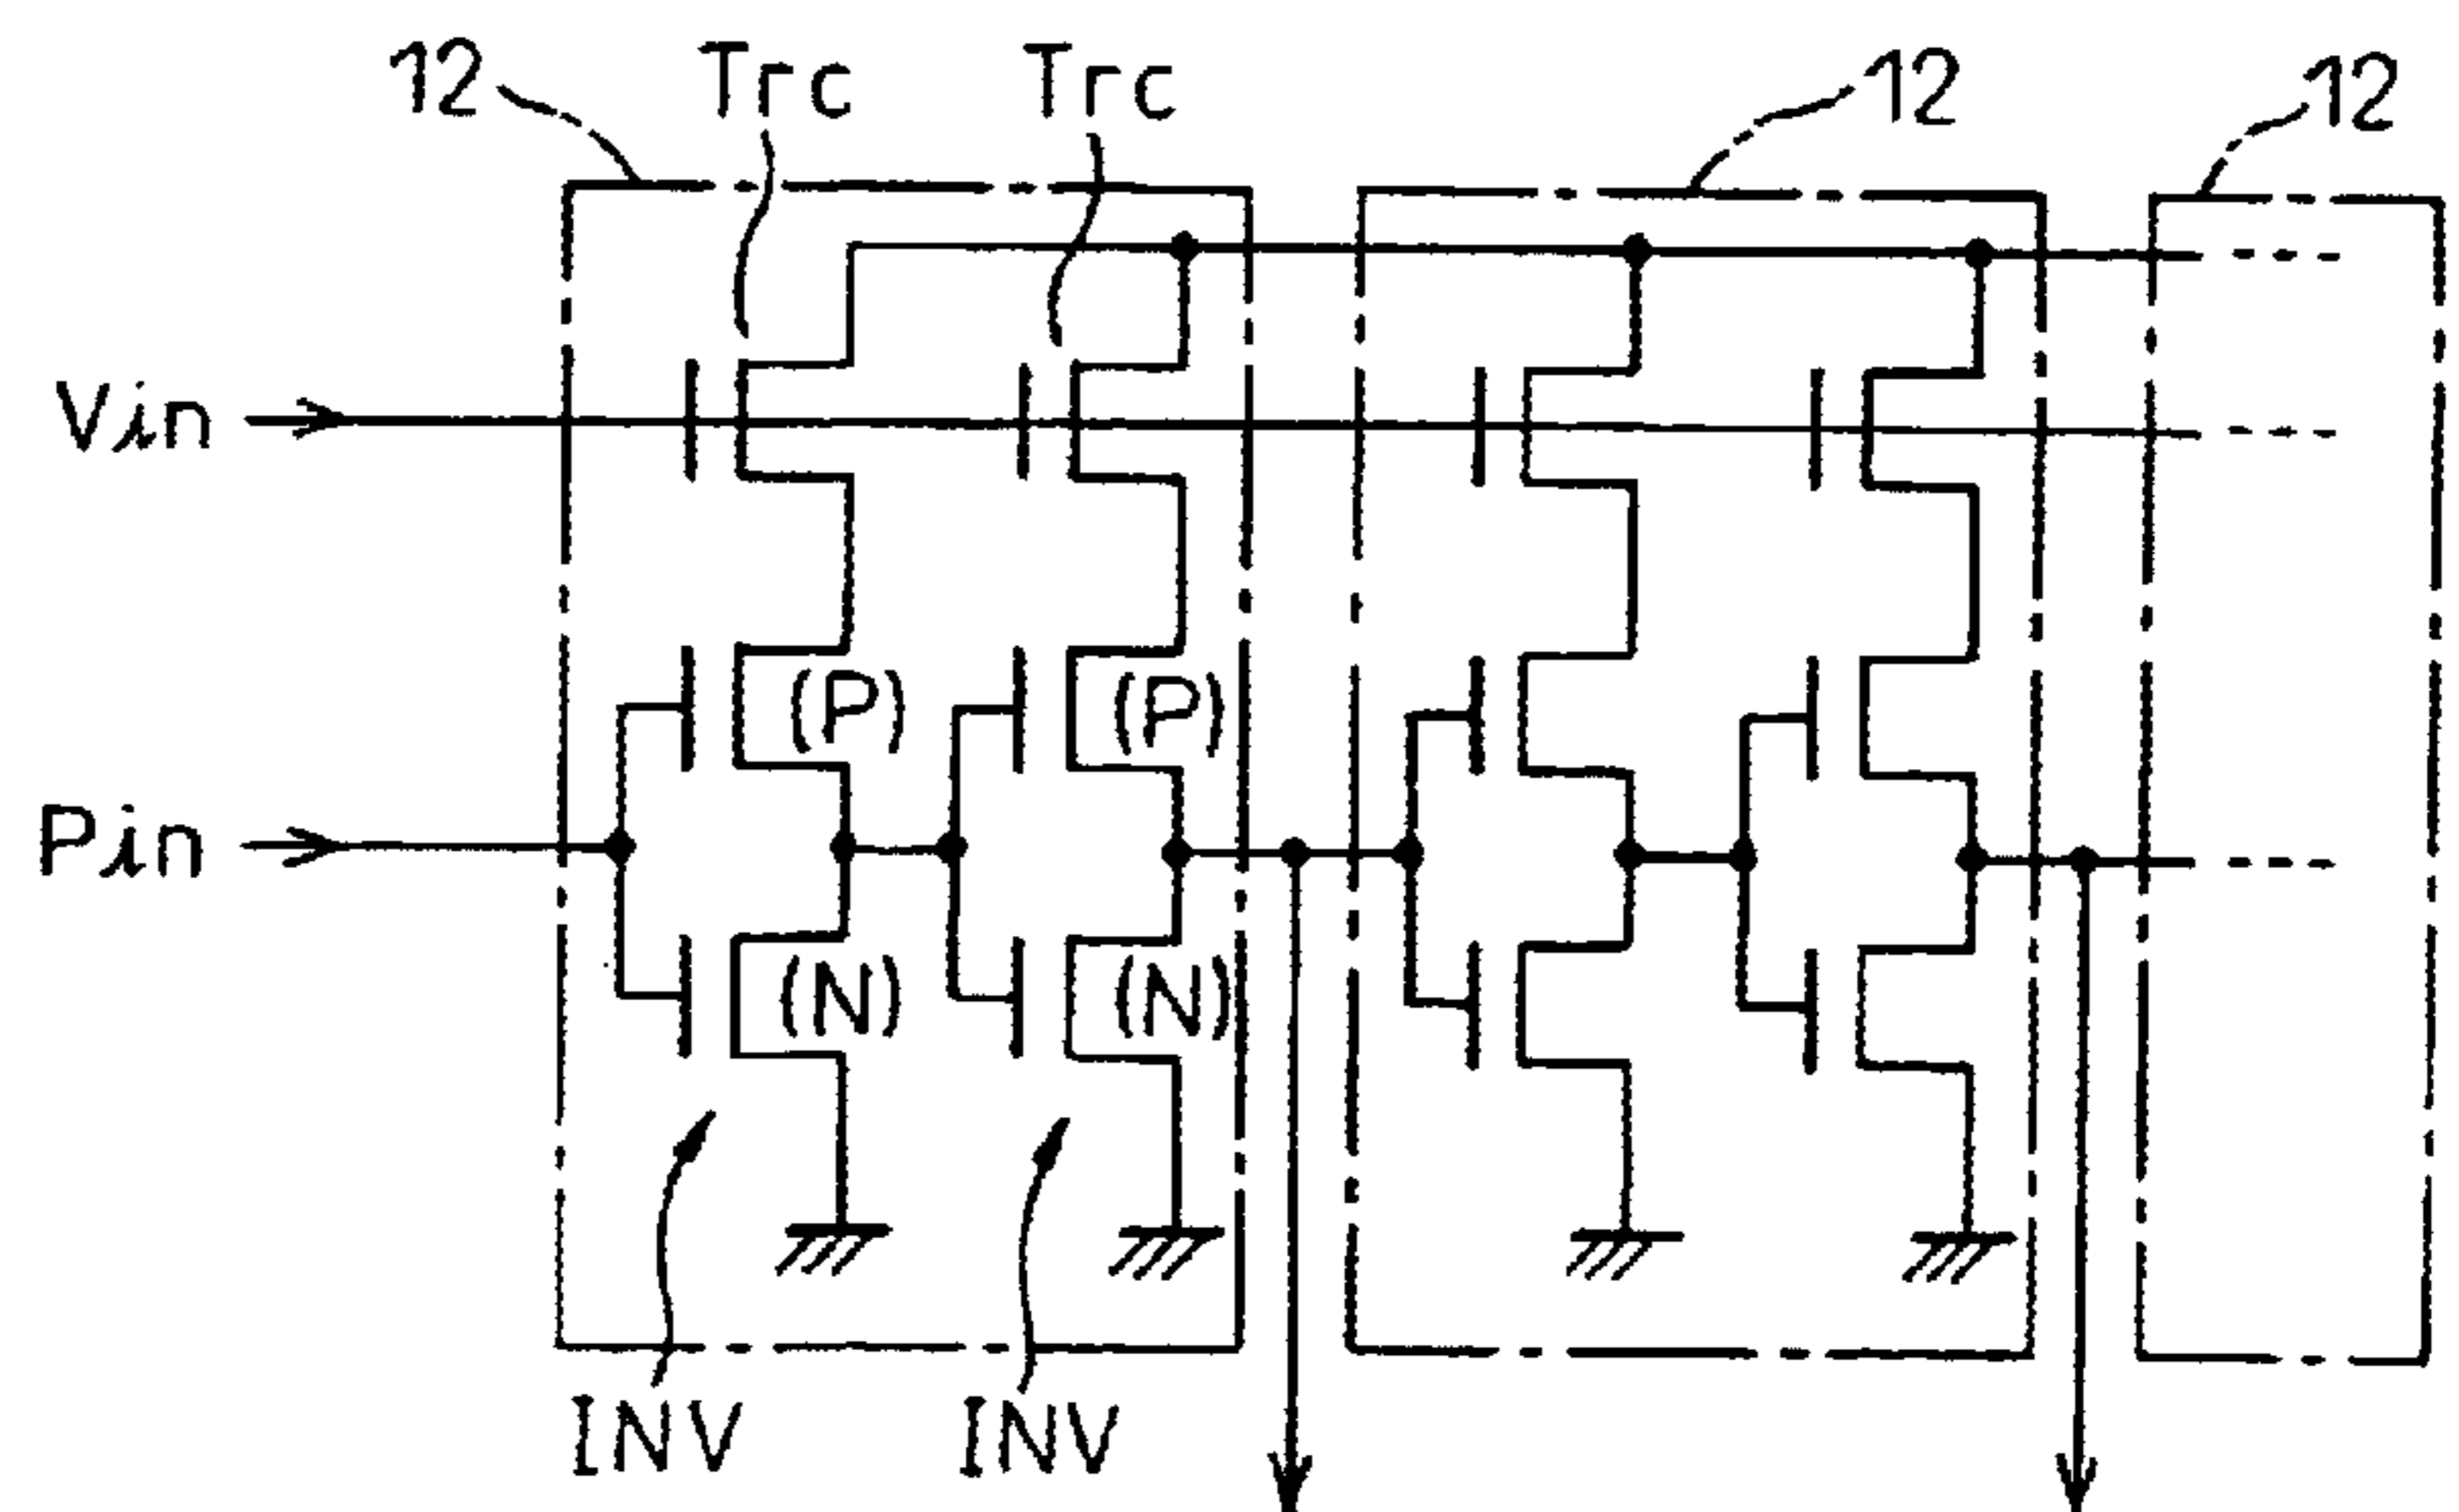 12
Trc
Trc
12
12
Vin
(P)
(P)
Pin
(N)
(N)
INV
INV